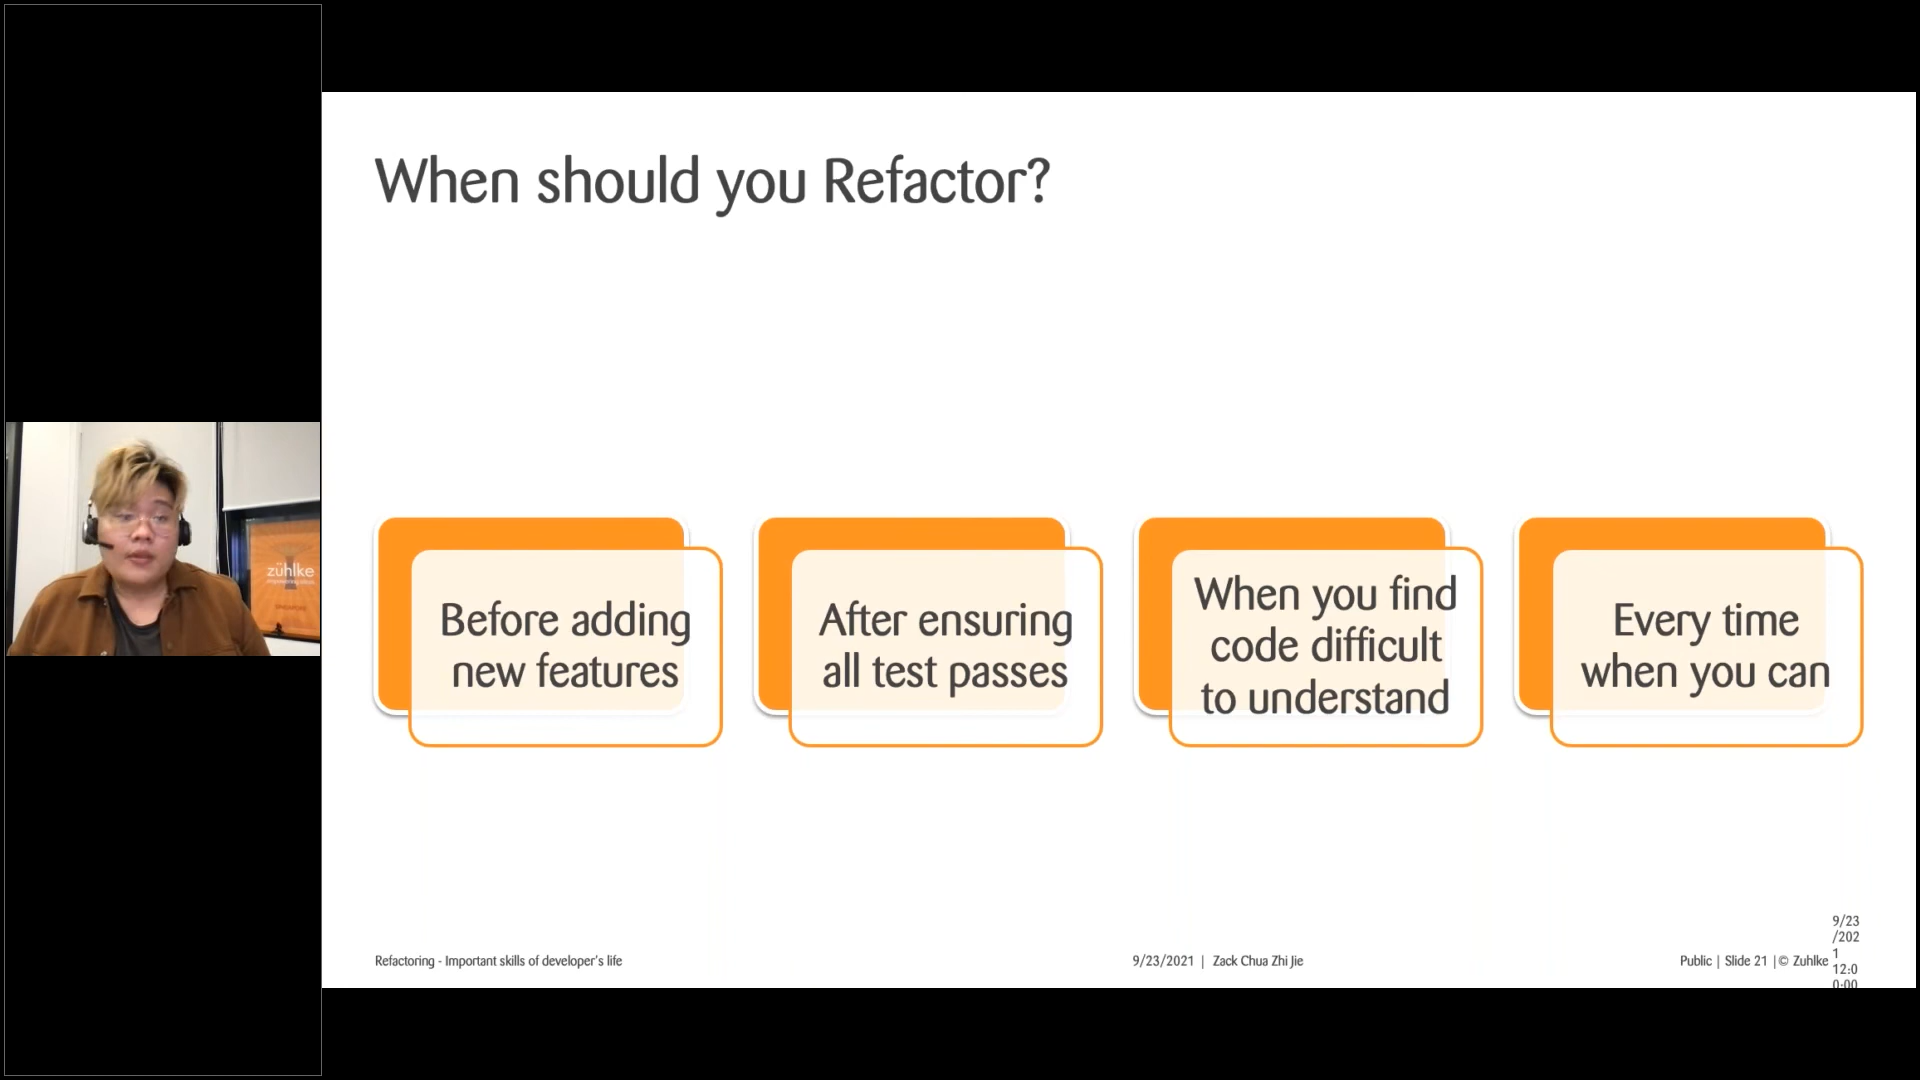 When should you Refactor?
zühlke
Before adding
new features
After ensuring
all test passes
When you find
code difficult
to understand
Every time
when you can
Refactoring - Important skills of developer's life
9/23/2021 | Zack Chua Zhi Jie
Public | Slide 21 | © Zuhlke
9/23
/202
1
12:0
0:00